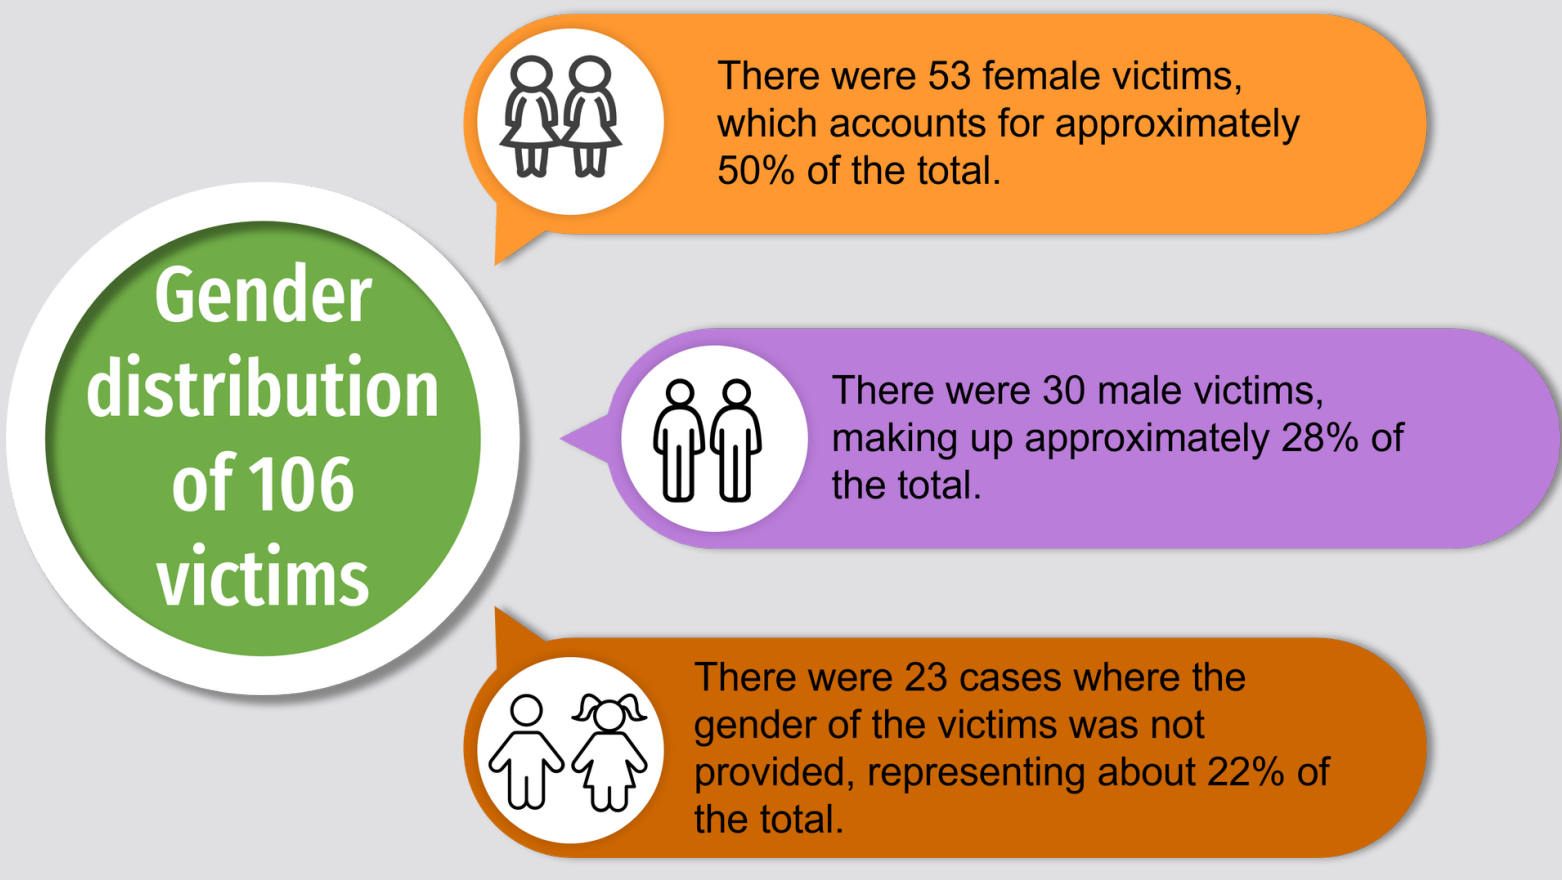 Gender
distribution
of 106
victims
There were 53 female victims,
which accounts for approximately
50% of the total.
There were 30 male victims,
making up approximately 28% of
the total.
There were 23 cases where the
gender of the victims was not
provided, representing about 22% of
the total.